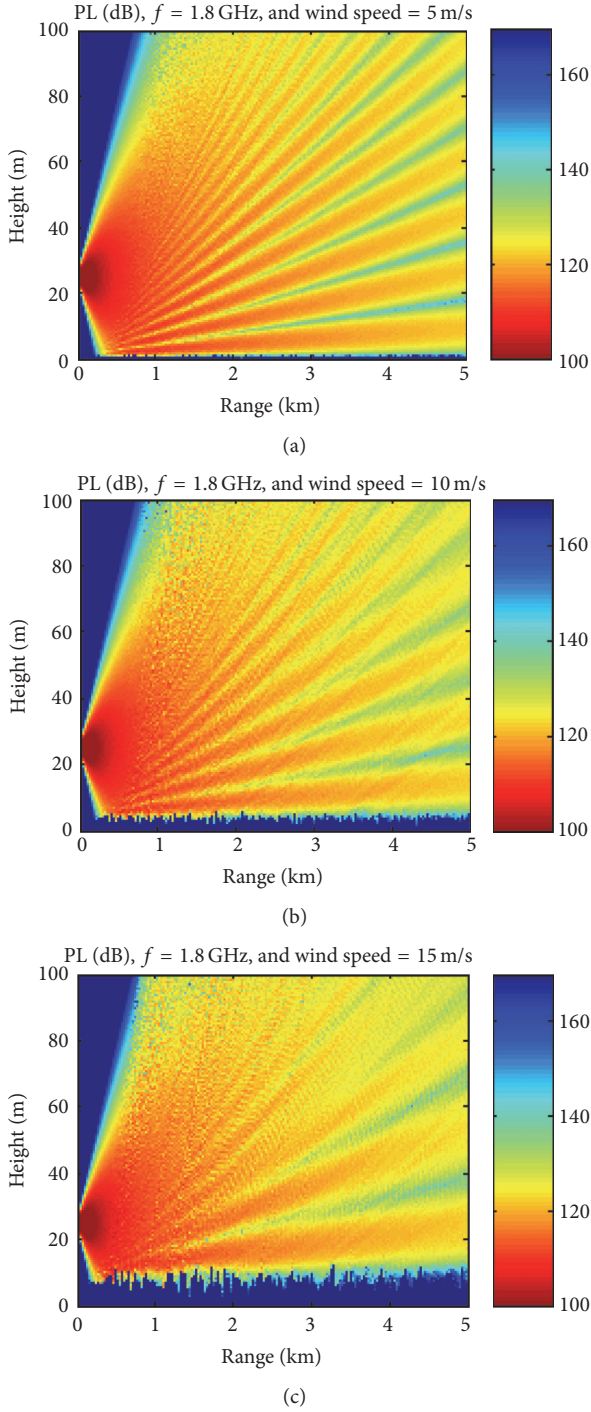 PL (dB), f = 1.8 GHz, and wind speed = 5 m/s
100
80
60
40
20
0
Height (m)
0 1 2 3 4 5
Range (km)
160
140
120
100
(a)
PL (dB), f = 1.8 GHz, and wind speed = 10 m/s
100
80
60
40
20
0
Height (m)
0 1 2 3 4 5
Range (km)
160
140
120
100
(b)
PL (dB), f = 1.8 GHz, and wind speed = 15 m/s
100
80
60
40
20
0
Height (m)
0 1 2 3 4 5
Range (km)
160
140
120
100
(c)